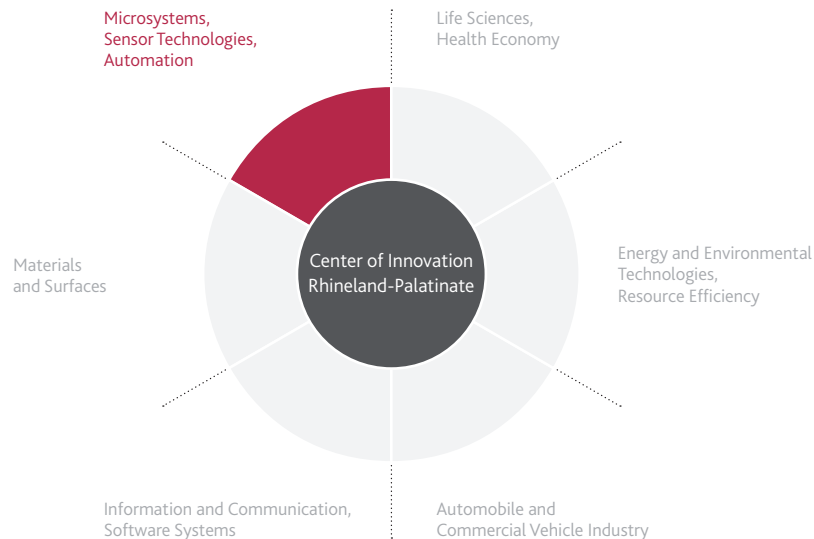 Microsystems,
Sensor Technologies,
Automation
Life Sciences,
Health Economy
Materials
and Surfaces
Center of Innovation
Rhineland-Palatinate
Energy and Environmental
Technologies,
Resource Efficiency
Information and Communication,
Software Systems
Automobile and
Commercial Vehicle Industry